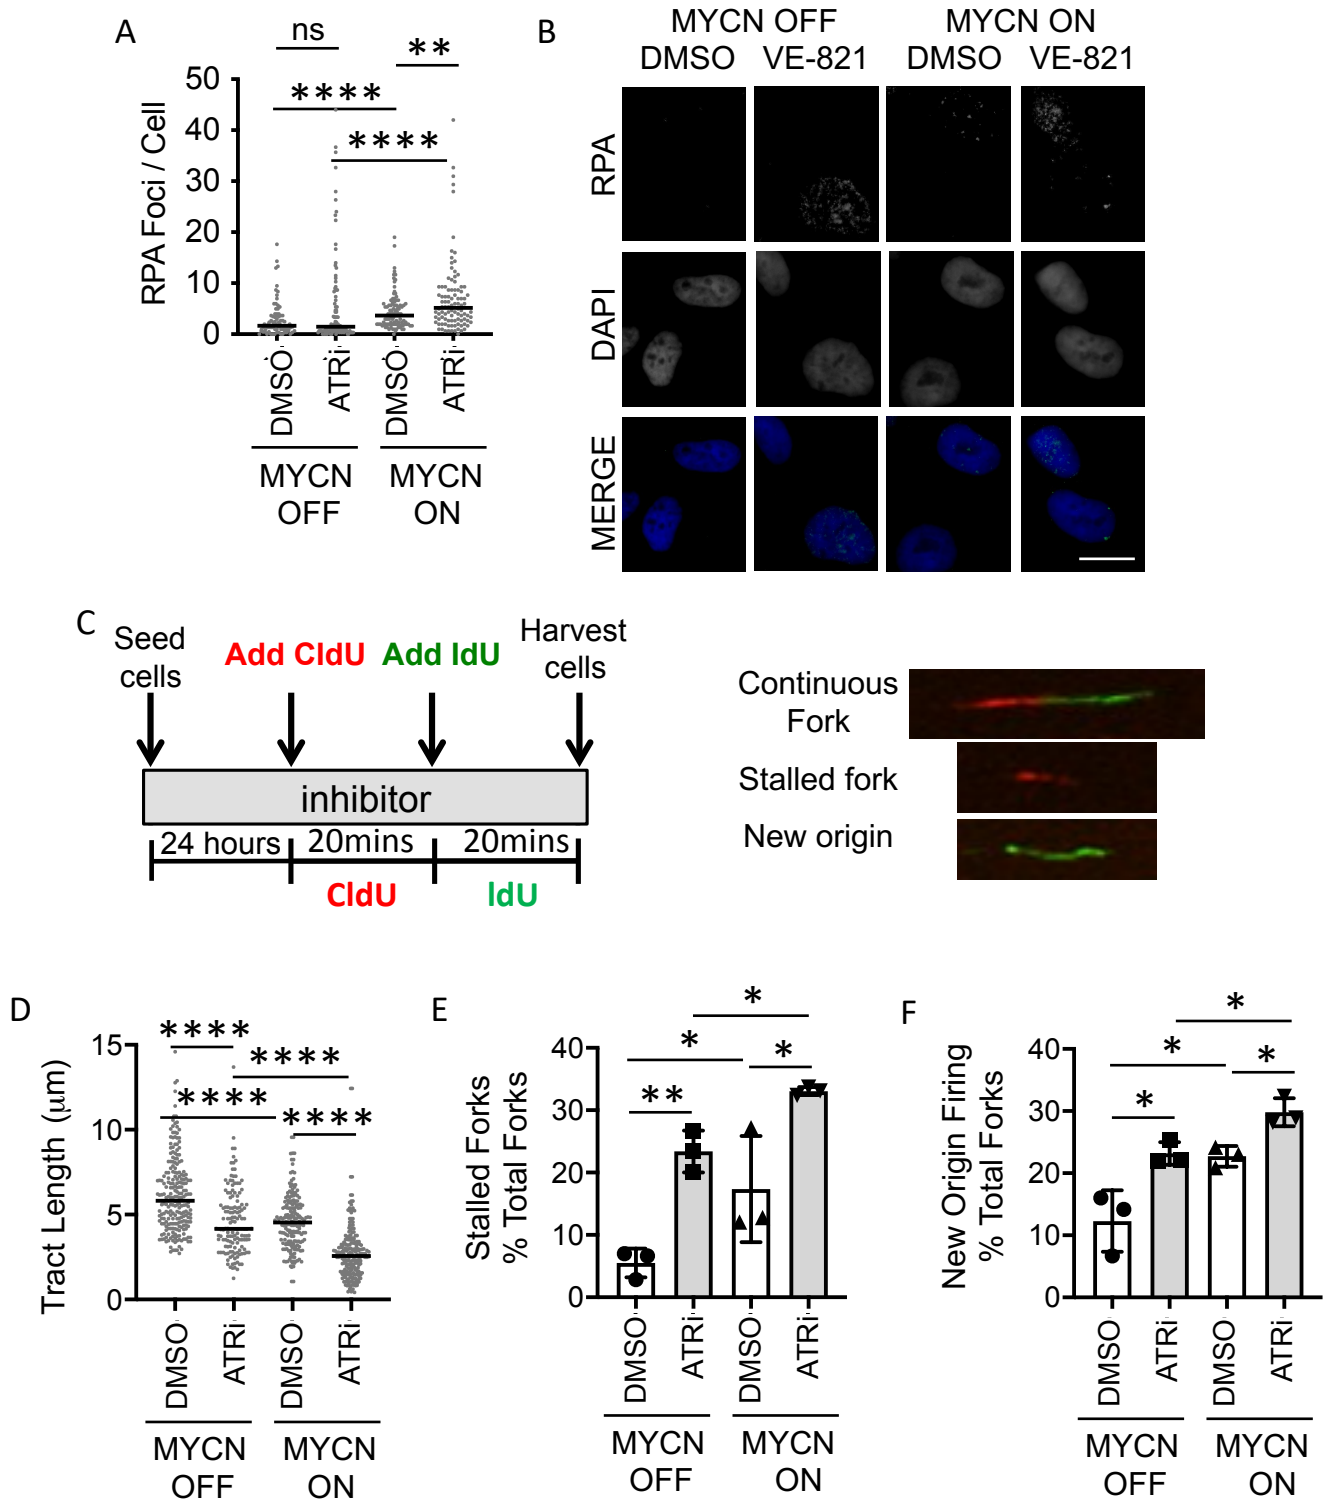 A
ns
**
****
****
RPA Foci / Cell
50
40
30
20
10
0
DMSO
ATRi
DMSO
ATRi
MYCN
OFF
MYCN
ON
B
MYCN OFF
MYCN ON
DMSO
VE-821
DMSO
VE-821
RPA
DAPI
MERGE
C
Seed
cells
Add CldU
Add IdU
Harvest
cells
inhibitor
24 hours
20mins
20mins
CldU
IdU
Continuous
Fork
Stalled fork
New origin
D
****
****
****
****
Tract Length (μm)
15
10
5
0
DMSO
ATRi
DMSO
ATRi
MYCN
OFF
MYCN
ON
E
*
*
*
**
Stalled Forks
% Total Forks
40
30
20
10
0
DMSO
ATRi
DMSO
ATRi
MYCN
OFF
MYCN
ON
F
*
*
*
*
New Origin Firing
% Total Forks
40
30
20
10
0
DMSO
ATRi
DMSO
ATRi
MYCN
OFF
MYCN
ON